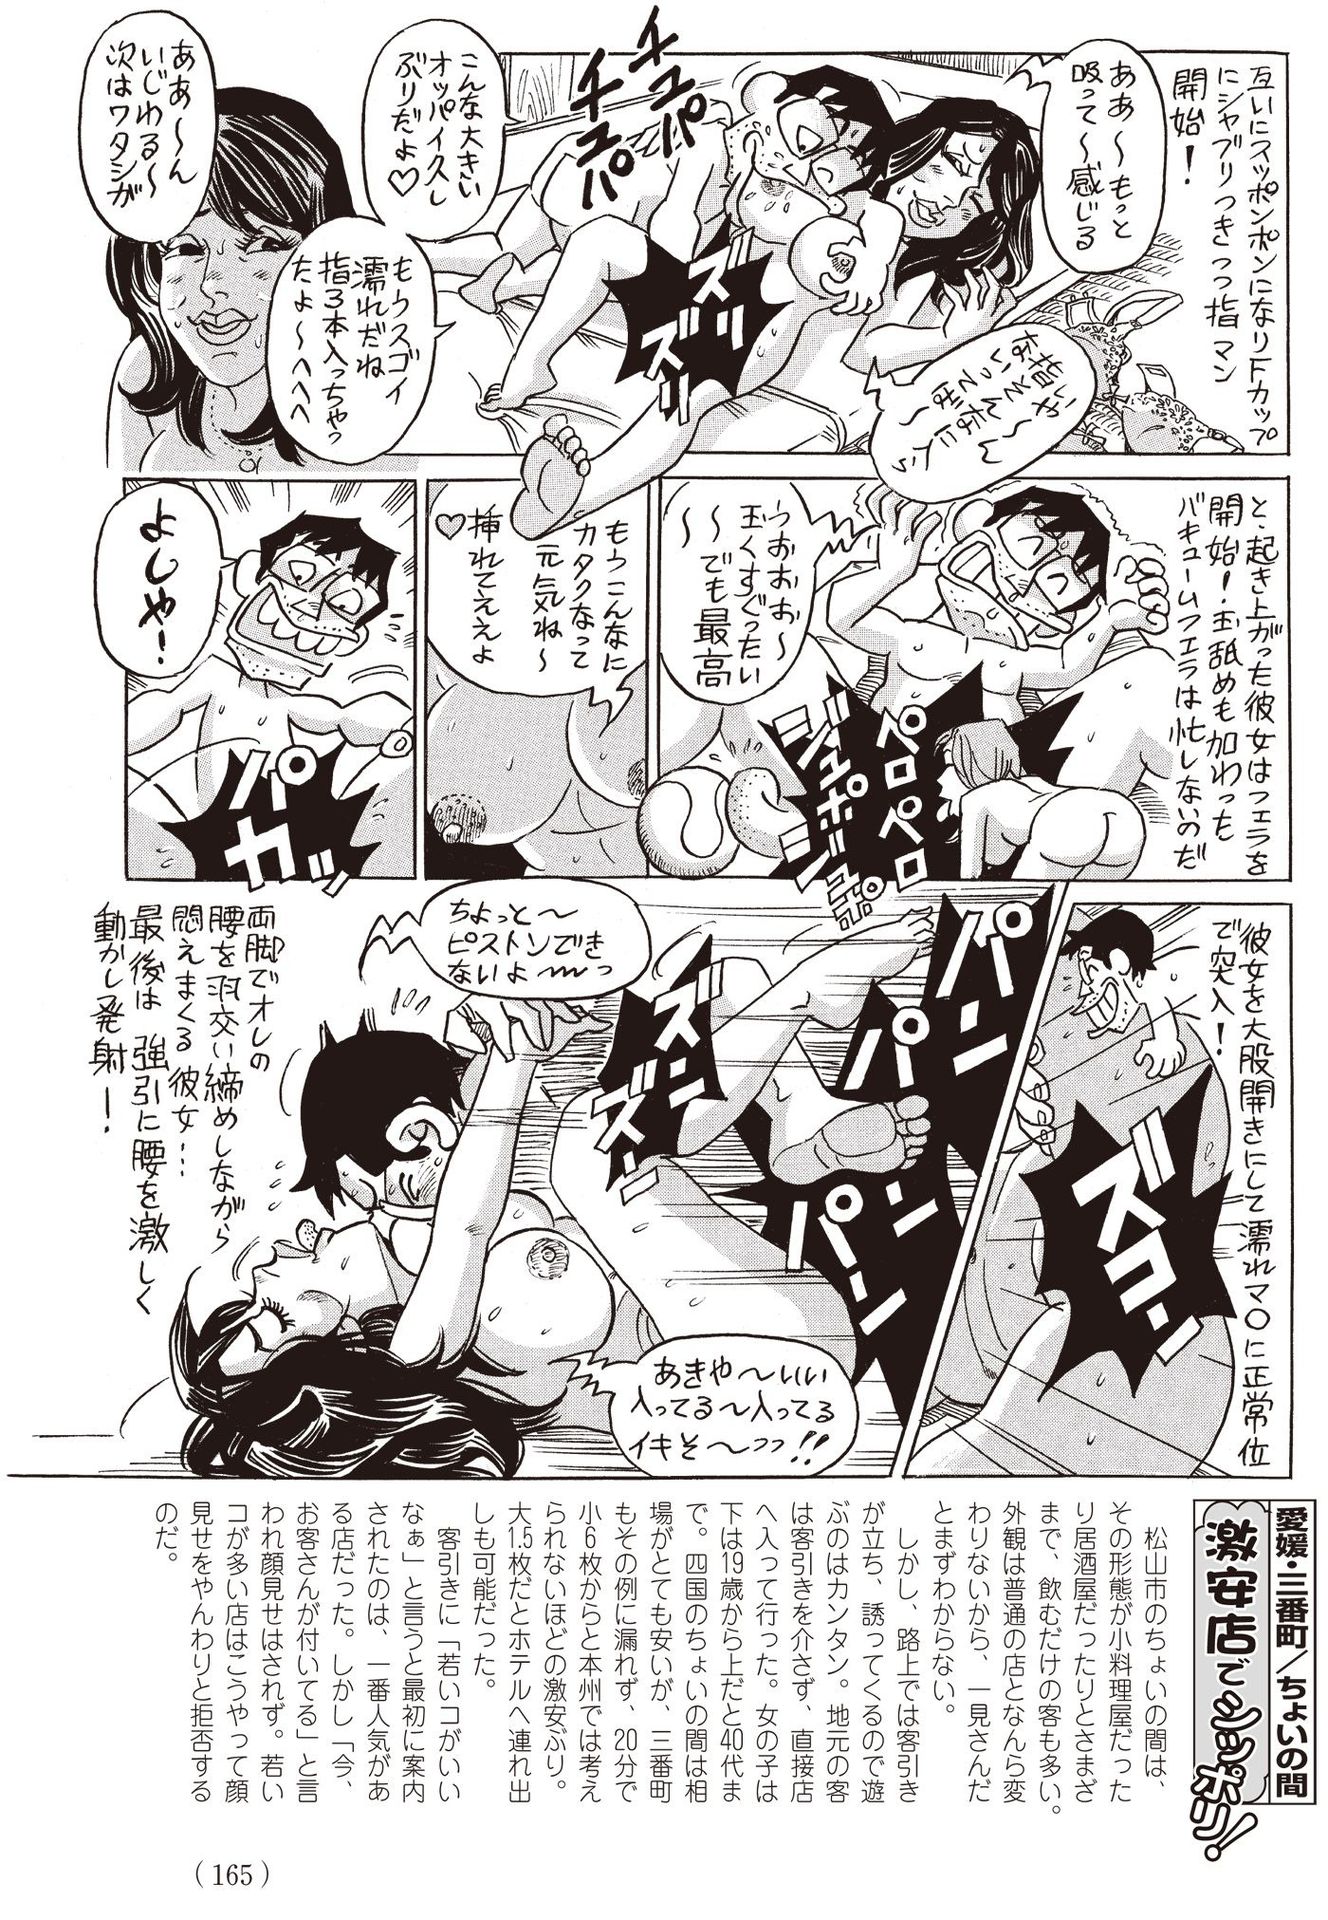 互いにスッポンポンになりFカップ
にシャブリつきつつ指マン
開始！
ああ～もっと
吸って～感じる
チュパ
チュパ
こんな大きい
オッパイ久し
ぶりだよ♡
ズリ
ズリ
いや～ん
指そんなに入ら
ないってば～
もうスゴイ
濡れだね
指3本入っちゃっ
たよ～へへへ
ああ～ん
いじわる～
次はワタシが
と、起き上がった彼女はフェラを
開始！玉舐めも加わった
バキュームフェラは忙しないのだ
うおおお～
玉くすぐったい
～～でも最高
ペロペロ
ジュポジュポッ
もうこんなに
カタくなって
元気ね～
挿れてええよ
♡
よしや！
パカッ
彼女を大股開きにして濡れマ○に正常位
で突入！
ズコン
パン
パン
パン
ズン
ズン
ちょっと～
ピストンでき
ないよ～～っ
あきや～いい
入ってる～入ってる
イキそ～っっ!!
両脚でオレの
腰を羽交い締めしながら
悶えまくる彼女…
最後は強引に腰を激しく
動かし発射！
愛媛・三番町／ちょいの間
激安店でシッポリ！
松山市のちょいの間は、
その形態が小料理屋だった
り居酒屋だったりとさまざ
まで、飲むだけの客も多い。
外観は普通の店となんら変
わりないから、一見さんだ
とまずわからない。
しかし、路上では客引き
が立ち、誘ってくるので遊
ぶのはカンタン。地元の客
は客引きを介さず、直接店
へ入って行った。女の子は
下は19歳から上だと40代ま
で。四国のちょいの間は相
場がとても安いが、三番町
もその例に漏れず、20分で
小6枚からと本州では考え
られないほどの激安ぶり。
大1.5枚だとホテルへ連れ出
しも可能だった。
客引きに「若いコがいい
なぁ」と言うと最初に案内
されたのは、一番人気があ
る店だった。しかし「今、
お客さんが付いてる」と言
われ顔見せはされず。若い
コが多い店はこうやって顔
見せをやんわりと拒否する
のだ。
（165）